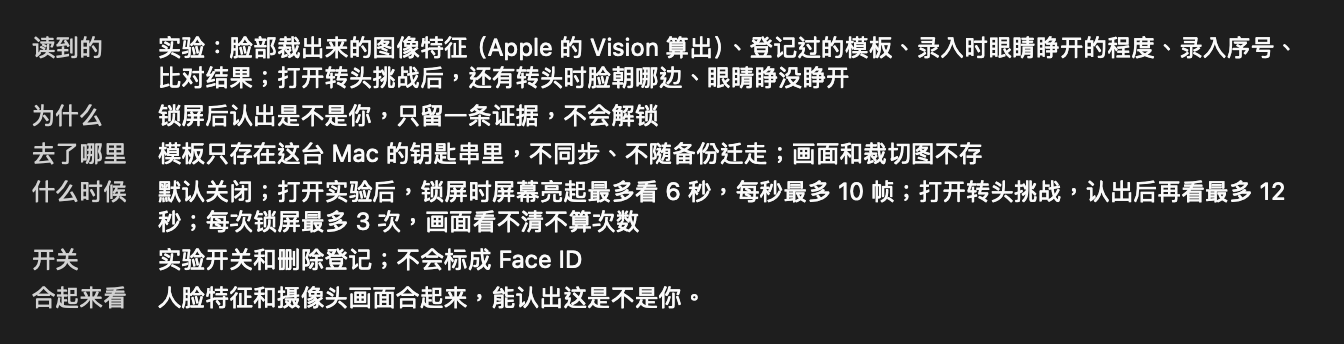 读到的 实验：脸部裁出来的图像特征（Apple 的 Vision 算出）、登记过的模板、录入时眼睛睁开的程度、录入序号、
比对结果；打开转头挑战后，还有转头时脸朝哪边、眼睛睁没睁开
为什么 锁屏后认出是不是你，只留一条证据，不会解锁
去了哪里 模板只存在这台 Mac 的钥匙串里，不同步、不随备份迁走；画面和裁切图不存
什么时候 默认关闭；打开实验后，锁屏时屏幕亮起最多看 6 秒，每秒最多 10 帧；打开转头挑战，认出后再看最多 12
秒；每次锁屏最多 3 次，画面看不清不算次数
开关 实验开关和删除登记；不会标成 Face ID
合起来看 人脸特征和摄像头画面合起来，能认出这是不是你。